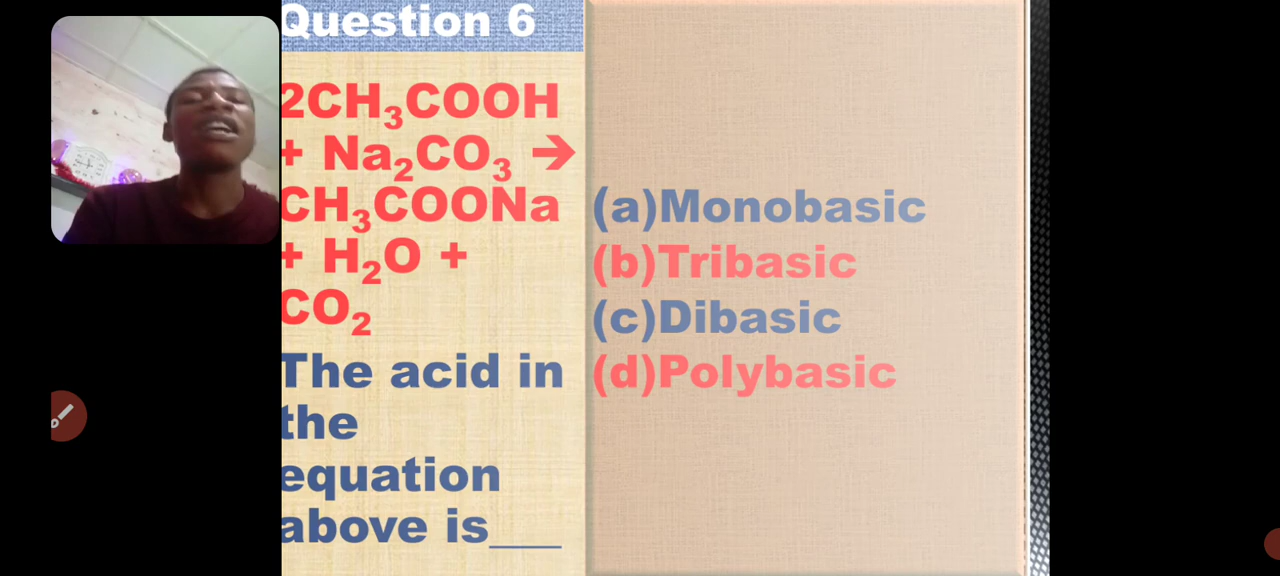 Question 6
2CH₃COOH
+ Na₂CO₃ →
CH₃COONa
+ H₂O +
CO₂
The acid in
the
equation
above is___
(a)Monobasic
(b)Tribasic
(c)Dibasic
(d)Polybasic